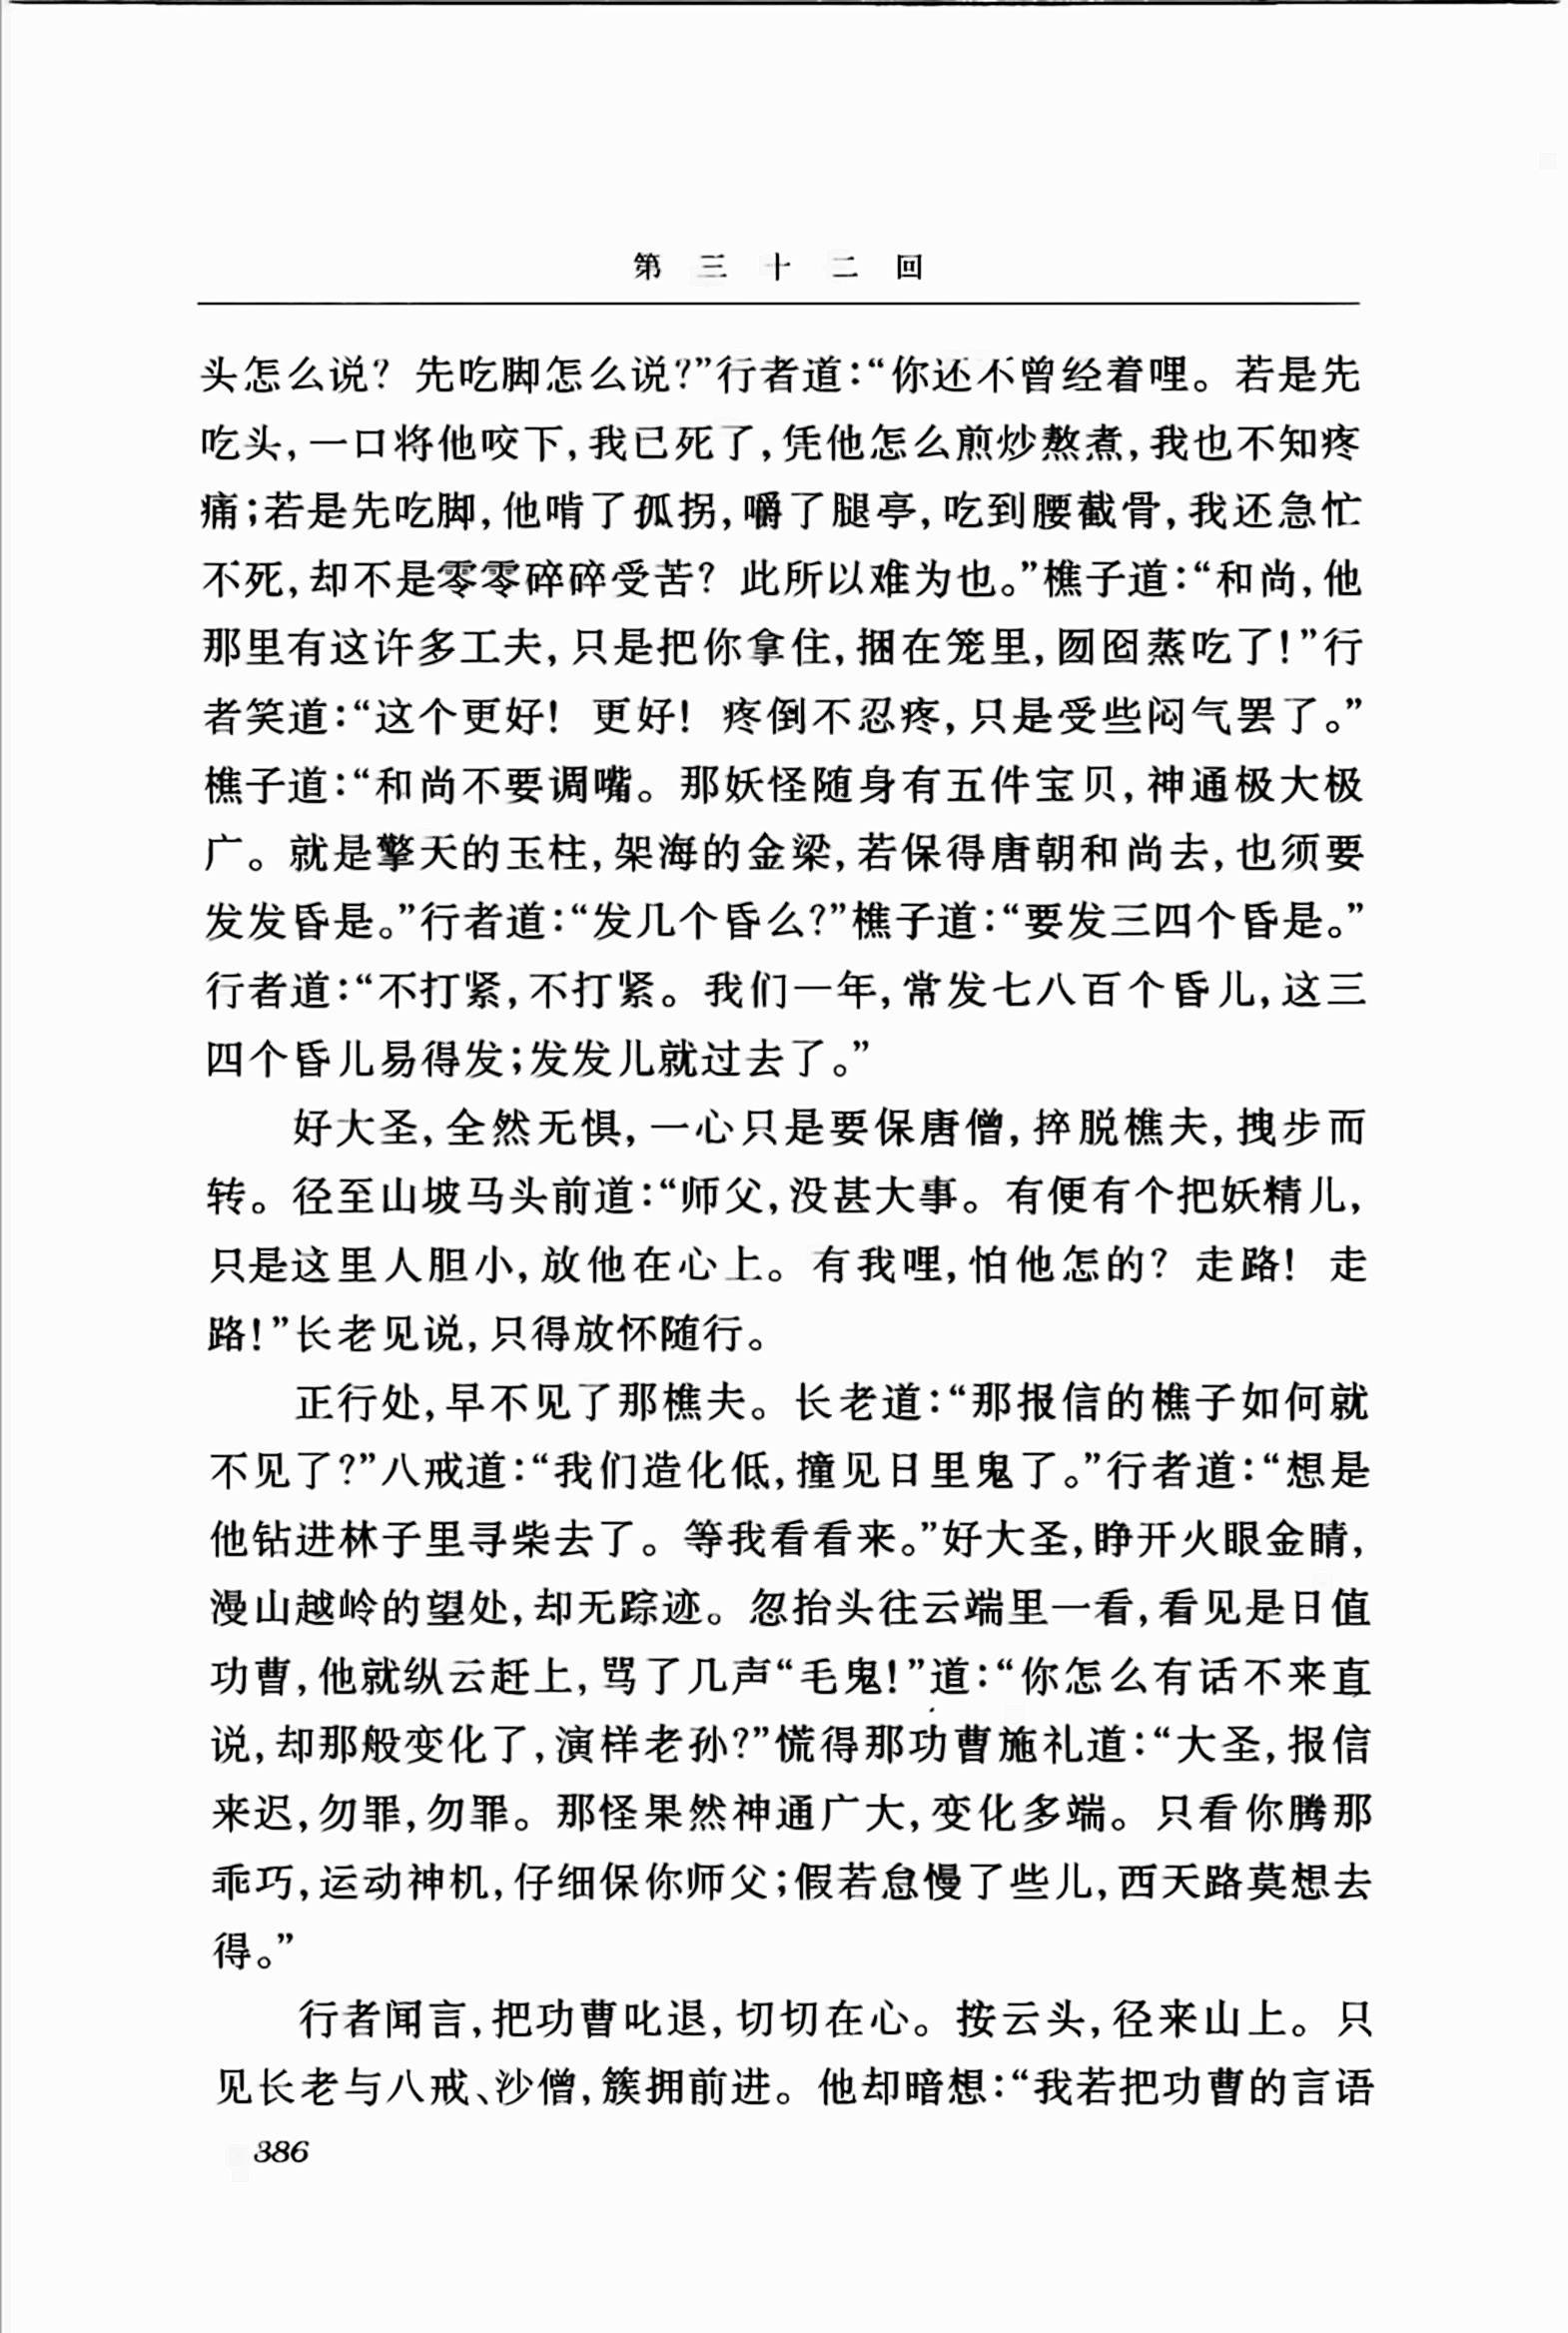 第三十二回
头怎么说？先吃脚怎么说？”行者道：“你还不曾经着哩。若是先
吃头，一口将他咬下，我已死了，凭他怎么煎炒熬煮，我也不知疼
痛；若是先吃脚，他啃了孤拐，嚼了腿亭，吃到腰截骨，我还急忙
不死，却不是零零碎碎受苦？此所以难为也。”樵子道：“和尚，他
那里有这许多工夫，只是把你拿住，捆在笼里，囫囵蒸吃了！”行
者笑道：“这个更好！更好！疼倒不忍疼，只是受些闷气罢了。”
樵子道：“和尚不要调嘴。那妖怪随身有五件宝贝，神通极大极
广。就是擎天的玉柱，架海的金梁，若保得唐朝和尚去，也须要
发发昏是。”行者道：“发几个昏么？”樵子道：“要发三四个昏是。”
行者道：“不打紧，不打紧。我们一年，常发七八百个昏儿，这三
四个昏儿易得发；发发儿就过去了。”
好大圣，全然无惧，一心只是要保唐僧，捽脱樵夫，拽步而
转。径至山坡马头前道：“师父，没甚大事。有便有个把妖精儿，
只是这里人胆小，放他在心上。有我哩，怕他怎的？走路！走
路！”长老见说，只得放怀随行。
正行处，早不见了那樵夫。长老道：“那报信的樵子如何就
不见了？”八戒道：“我们造化低，撞见日里鬼了。”行者道：“想是
他钻进林子里寻柴去了。等我看看来。”好大圣，睁开火眼金睛，
漫山越岭的望处，却无踪迹。忽抬头往云端里一看，看见是日值
功曹，他就纵云赶上，骂了几声“毛鬼！”道：“你怎么有话不来直
说，却那般变化了，演样老孙？”慌得那功曹施礼道：“大圣，报信
来迟，勿罪，勿罪。那怪果然神通广大，变化多端。只看你腾那
乖巧，运动神机，仔细保你师父；假若怠慢了些儿，西天路莫想去
得。”
行者闻言，把功曹叱退，切切在心。按云头，径来山上。只
见长老与八戒、沙僧，簇拥前进。他却暗想：“我若把功曹的言语
386